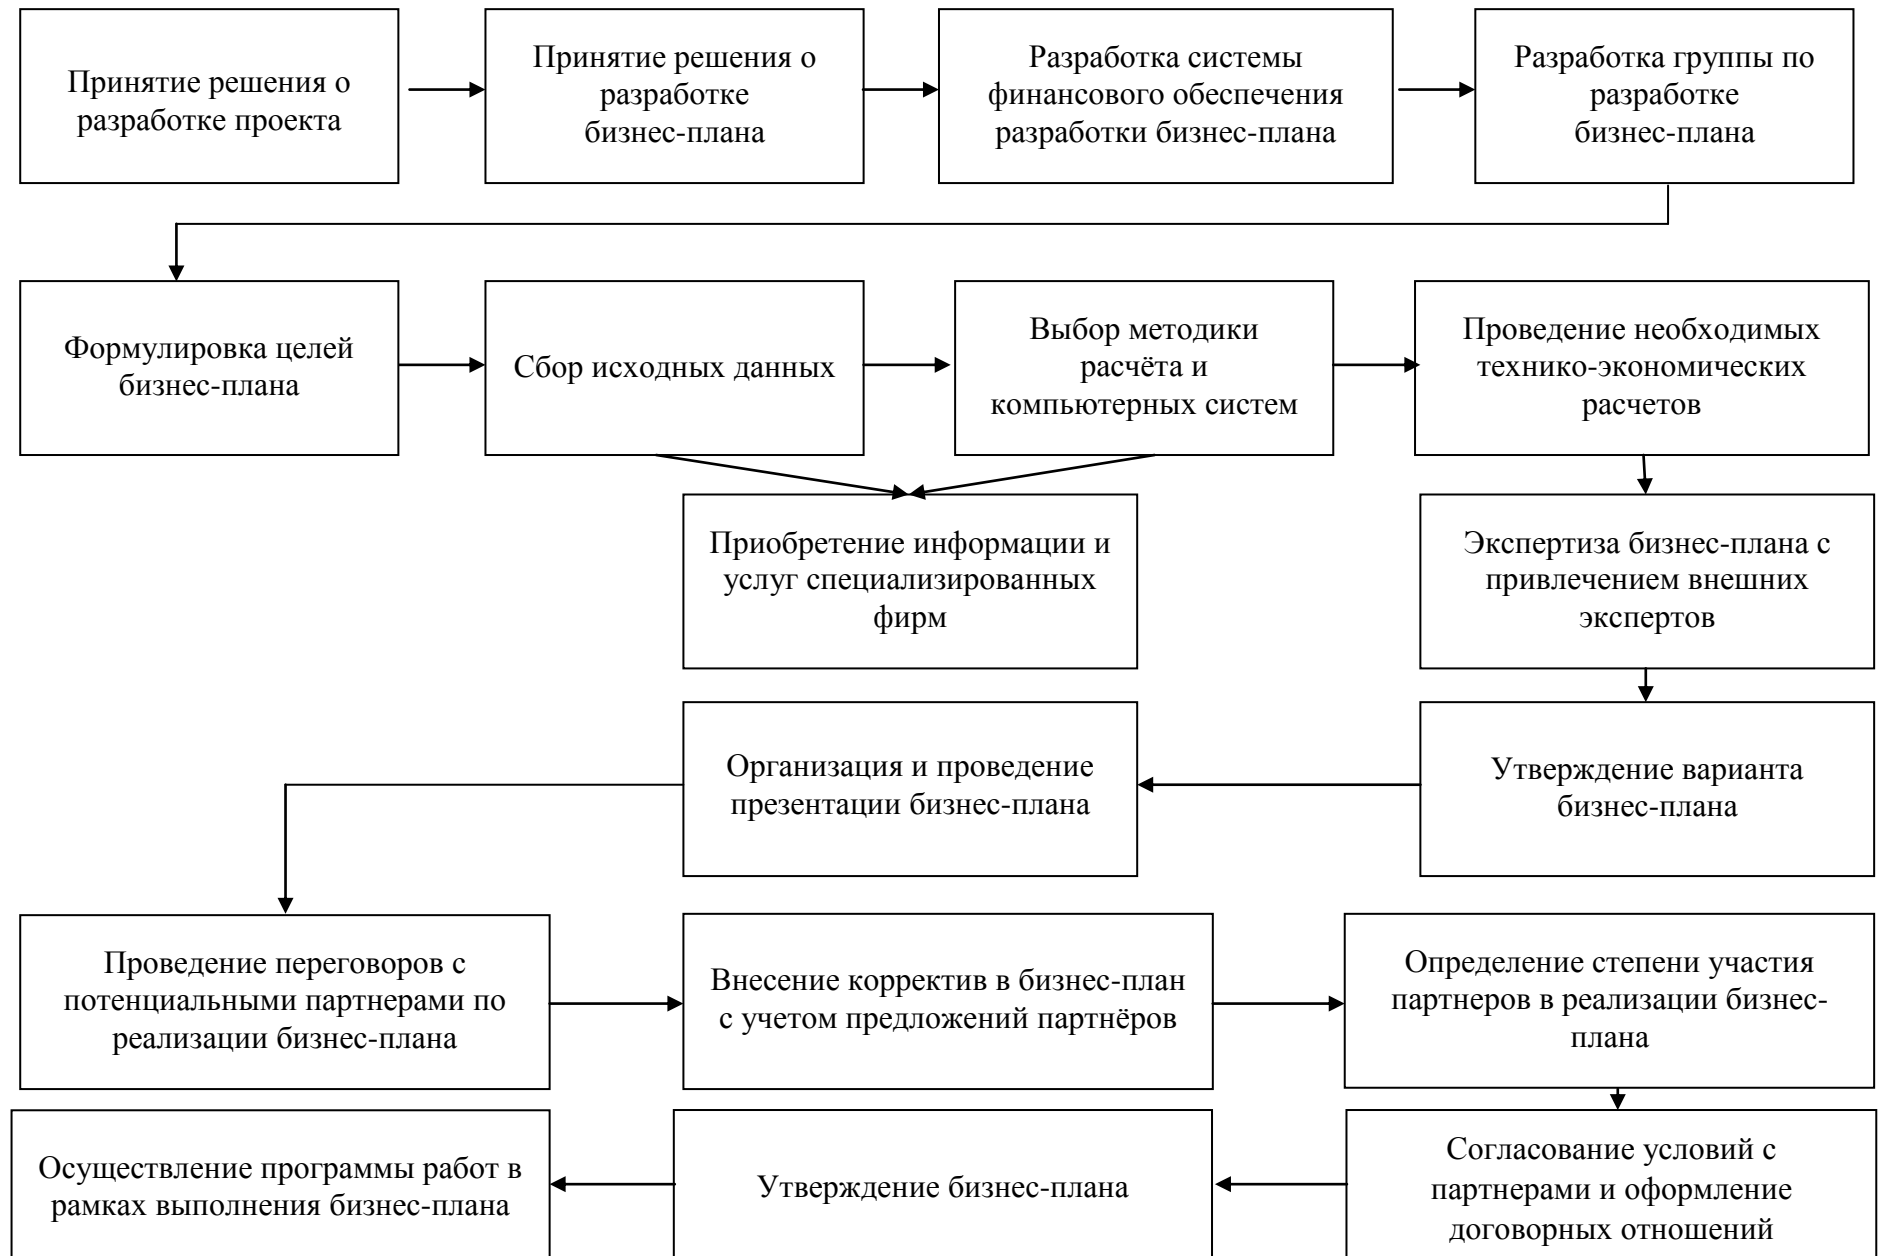 Принятие решения о
разработке проекта
Принятие решения о
разработке
бизнес-плана
Разработка системы
финансового обеспечения
разработки бизнес-плана
Разработка группы по
разработке
бизнес-плана
Формулировка целей
бизнес-плана
Сбор исходных данных
Выбор методики
расчёта и
компьютерных систем
Проведение необходимых
технико-экономических
расчетов
Приобретение информации и
услуг специализированных
фирм
Экспертиза бизнес-плана с
привлечением внешних
экспертов
Организация и проведение
презентации бизнес-плана
Утверждение варианта
бизнес-плана
Проведение переговоров с
потенциальными партнерами по
реализации бизнес-плана
Внесение корректив в бизнес-план
с учетом предложений партнёров
Определение степени участия
партнеров в реализации бизнес-
плана
Осуществление программы работ в
рамках выполнения бизнес-плана
Утверждение бизнес-плана
Согласование условий с
партнерами и оформление
договорных отношений